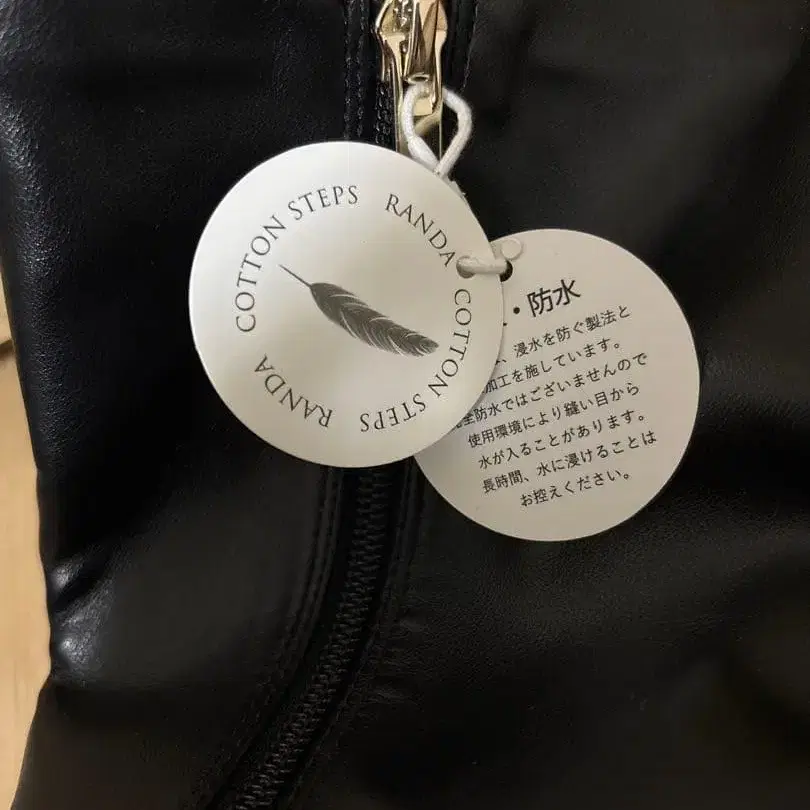 RANDA COTTON STEPS RANDA COTTON STEPS
・防水
浸水を防ぐ製法と
加工を施しています。
全防水ではございませんので
使用環境により縫い目から
水が入ることがあります。
長時間、水に浸けることは
お控えください。